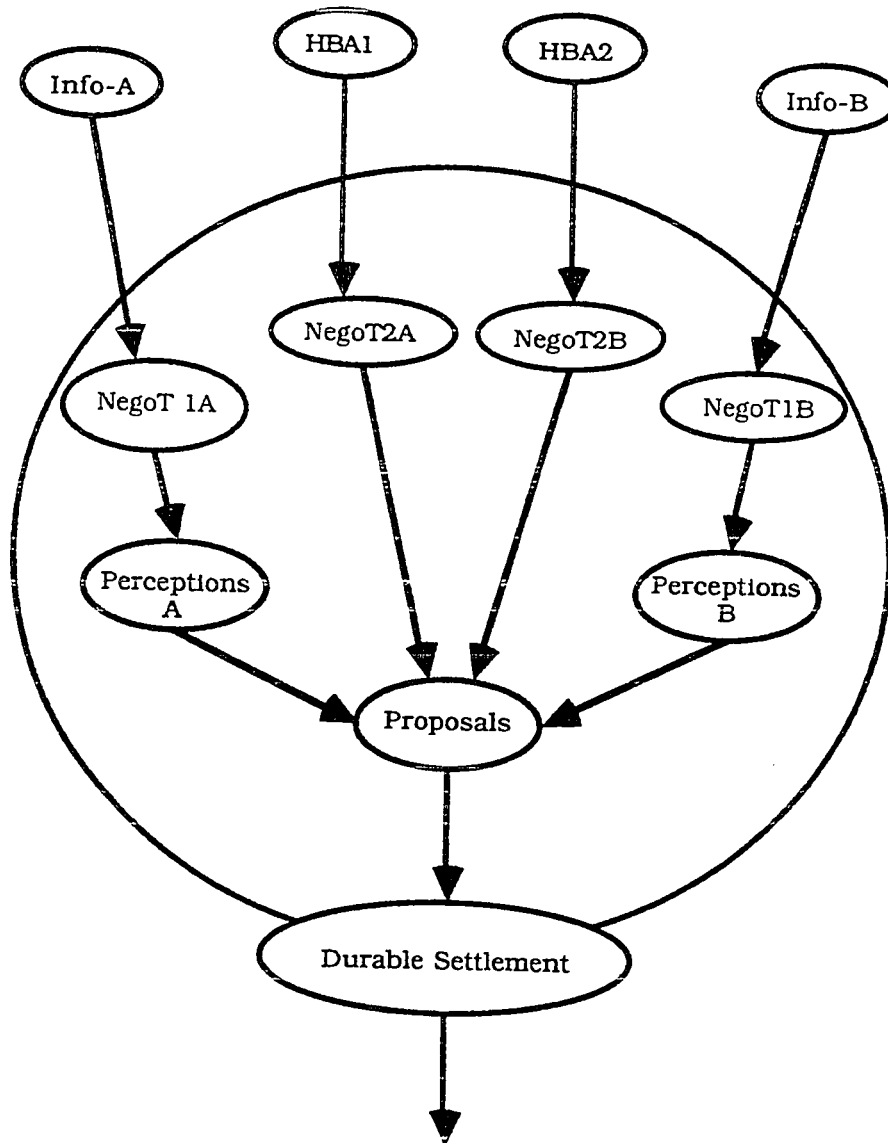 HBA1
HBA2
Info-A
Info-B
NegoT2A
NegoT2B
NegoT 1A
NegoT1B
Perceptions
A
Perceptions
B
Proposals
Durable Settlement